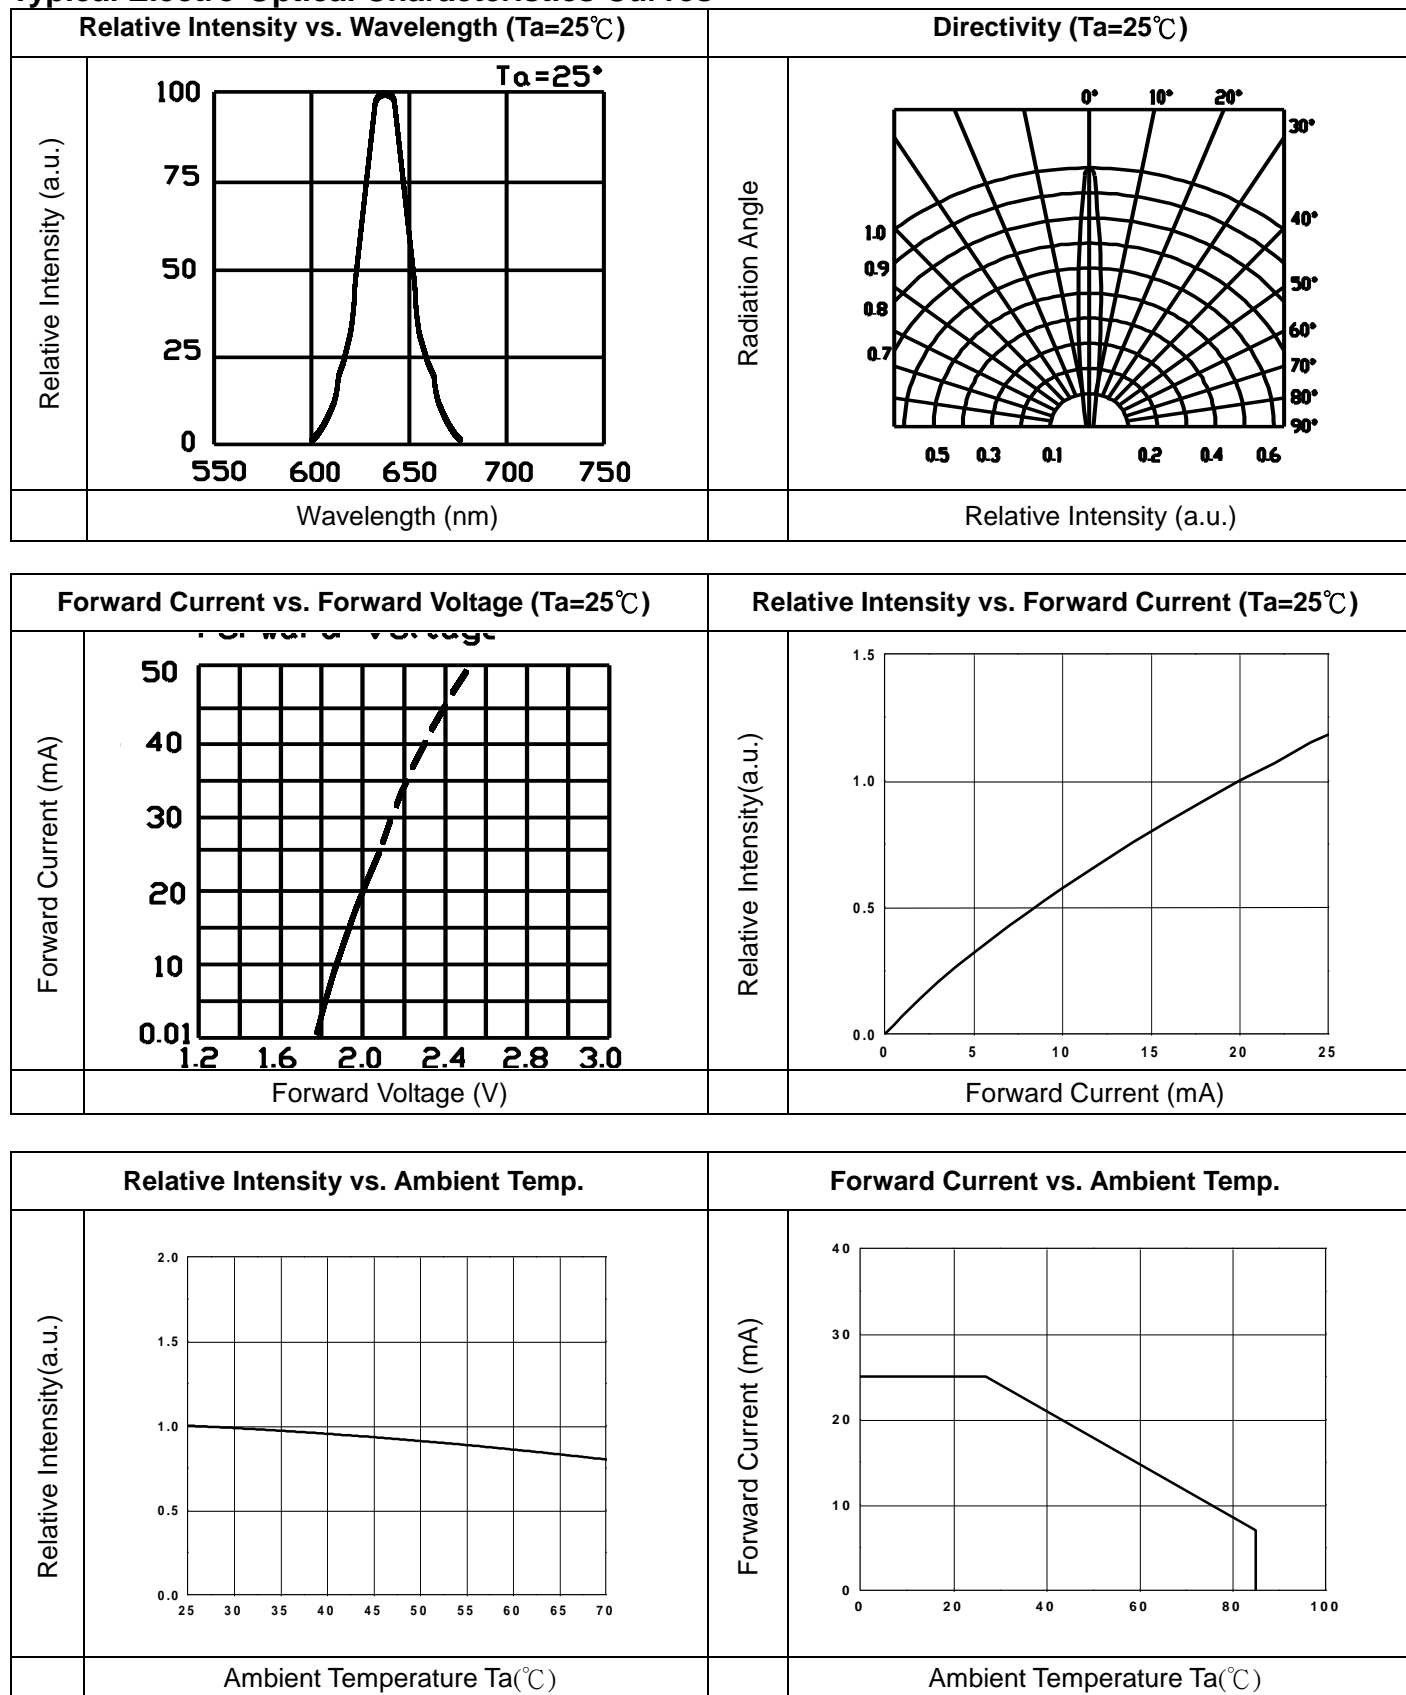 Typical Electro-Optical Characteristics Curves
Relative Intensity vs. Wavelength (Ta=25℃)
Directivity (Ta=25℃)
Relative Intensity (a.u.)
Ta=25°
100
75
50
25
0
550 600 650 700 750
Wavelength (nm)
Radiation Angle
0° 10° 20°
30°
40°
50°
60°
70°
80°
90°
1.0
0.9
0.8
0.7
0.5 0.3 0.1 0.2 0.4 0.6
Relative Intensity (a.u.)
Forward Current vs. Forward Voltage (Ta=25℃)
Relative Intensity vs. Forward Current (Ta=25℃)
Forward Current (mA)
Forward Voltage
50
40
30
20
10
0.01
1.2 1.6 2.0 2.4 2.8 3.0
Forward Voltage (V)
Relative Intensity(a.u.)
1.5
1.0
0.5
0.0
0 5 10 15 20 25
Forward Current (mA)
Relative Intensity vs. Ambient Temp.
Forward Current vs. Ambient Temp.
Relative Intensity(a.u.)
2.0
1.5
1.0
0.5
0.0
25 30 35 40 45 50 55 60 65 70
Ambient Temperature Ta(℃)
Forward Current (mA)
40
30
20
10
0
0 20 40 60 80 100
Ambient Temperature Ta(℃)